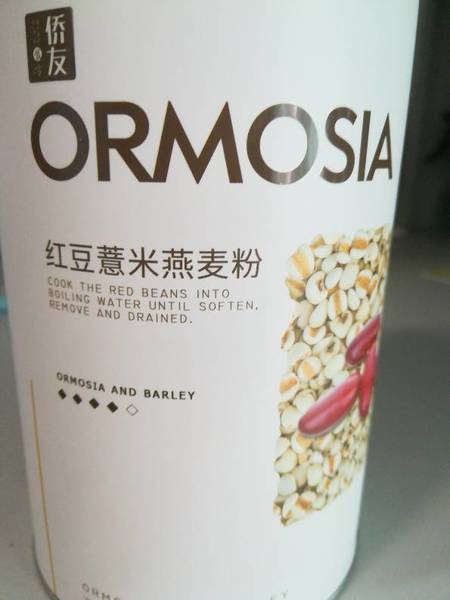 侨友
ORMOSIA
红豆薏米燕麦粉
COOK THE RED BEANS INTO
BOILING WATER UNTIL SOFTEN,
REMOVE AND DRAINED.
ORMOSIA AND BARLEY